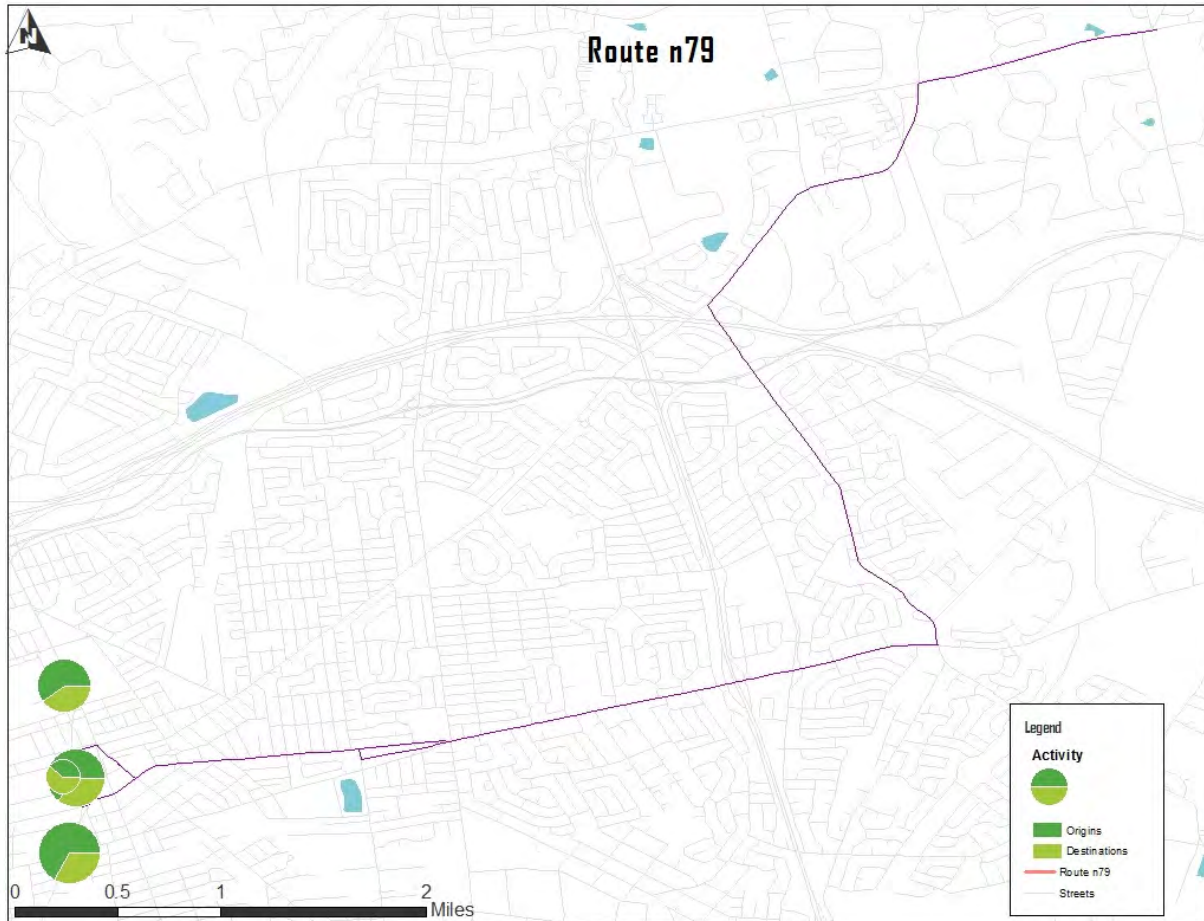 N
Route n79
Legend
Activity
Origins
Destinations
Route n79
Streets
0 0.5 1 2
Miles